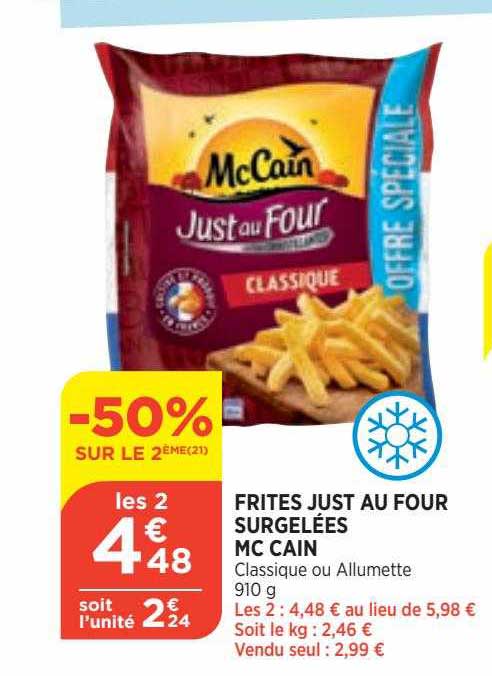 McCain
Just au Four
CLASSIQUE
OFFRE SPÉCIALE
-50%
SUR LE 2ÈME(21)
les 2
4€48
soit
l'unité 2€24
FRITES JUST AU FOUR
SURGELÉES
MC CAIN
Classique ou Allumette
910 g
Les 2 : 4,48 € au lieu de 5,98 €
Soit le kg : 2,46 €
Vendu seul : 2,99 €